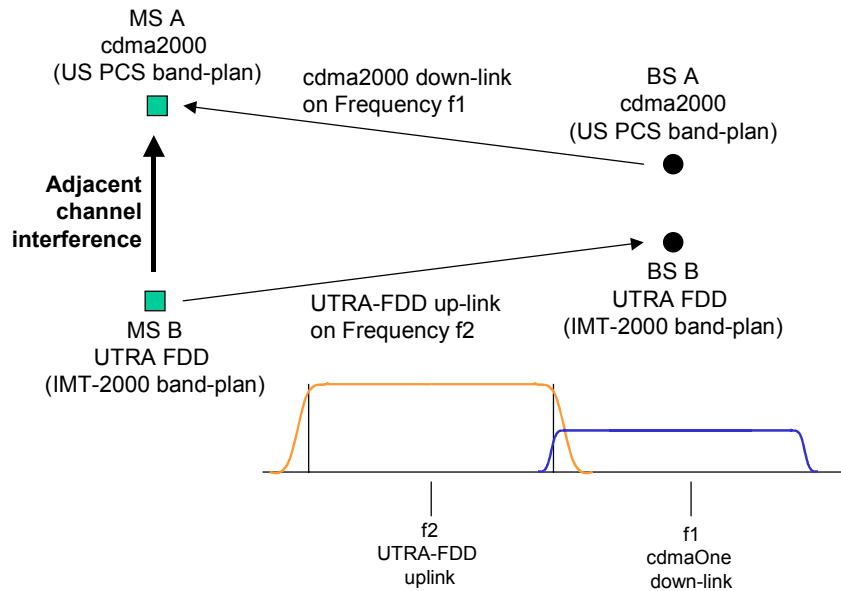 MS A
cdma2000
(US PCS band-plan)
cdma2000 down-link
on Frequency f1
BS A
cdma2000
(US PCS band-plan)
Adjacent
channel
interference
MS B
UTRA FDD
(IMT-2000 band-plan)
UTRA-FDD up-link
on Frequency f2
BS B
UTRA FDD
(IMT-2000 band-plan)
f2
UTRA-FDD
uplink
f1
cdmaOne
down-link